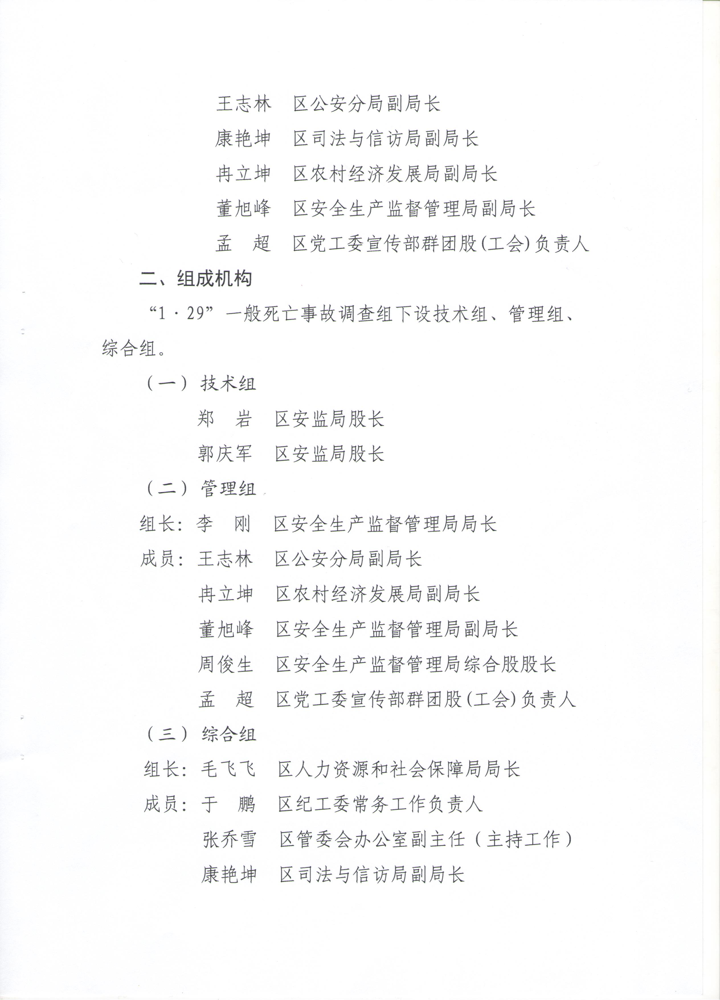 王志林　区公安分局副局长
康艳坤　区司法与信访局副局长
冉立坤　区农村经济发展局副局长
董旭峰　区安全生产监督管理局副局长
孟　超　区党工委宣传部群团股(工会)负责人
二、组成机构
“1·29”一般死亡事故调查组下设技术组、管理组、
综合组。
（一）技术组
郑　岩　区安监局股长
郭庆军　区安监局股长
（二）管理组
组长：李　刚　区安全生产监督管理局局长
成员：王志林　区公安分局副局长
冉立坤　区农村经济发展局副局长
董旭峰　区安全生产监督管理局副局长
周俊生　区安全生产监督管理局综合股股长
孟　超　区党工委宣传部群团股(工会)负责人
（三）综合组
组长：毛飞飞　区人力资源和社会保障局局长
成员：于　鹏　区纪工委常务工作负责人
张乔雪　区管委会办公室副主任（主持工作）
康艳坤　区司法与信访局副局长